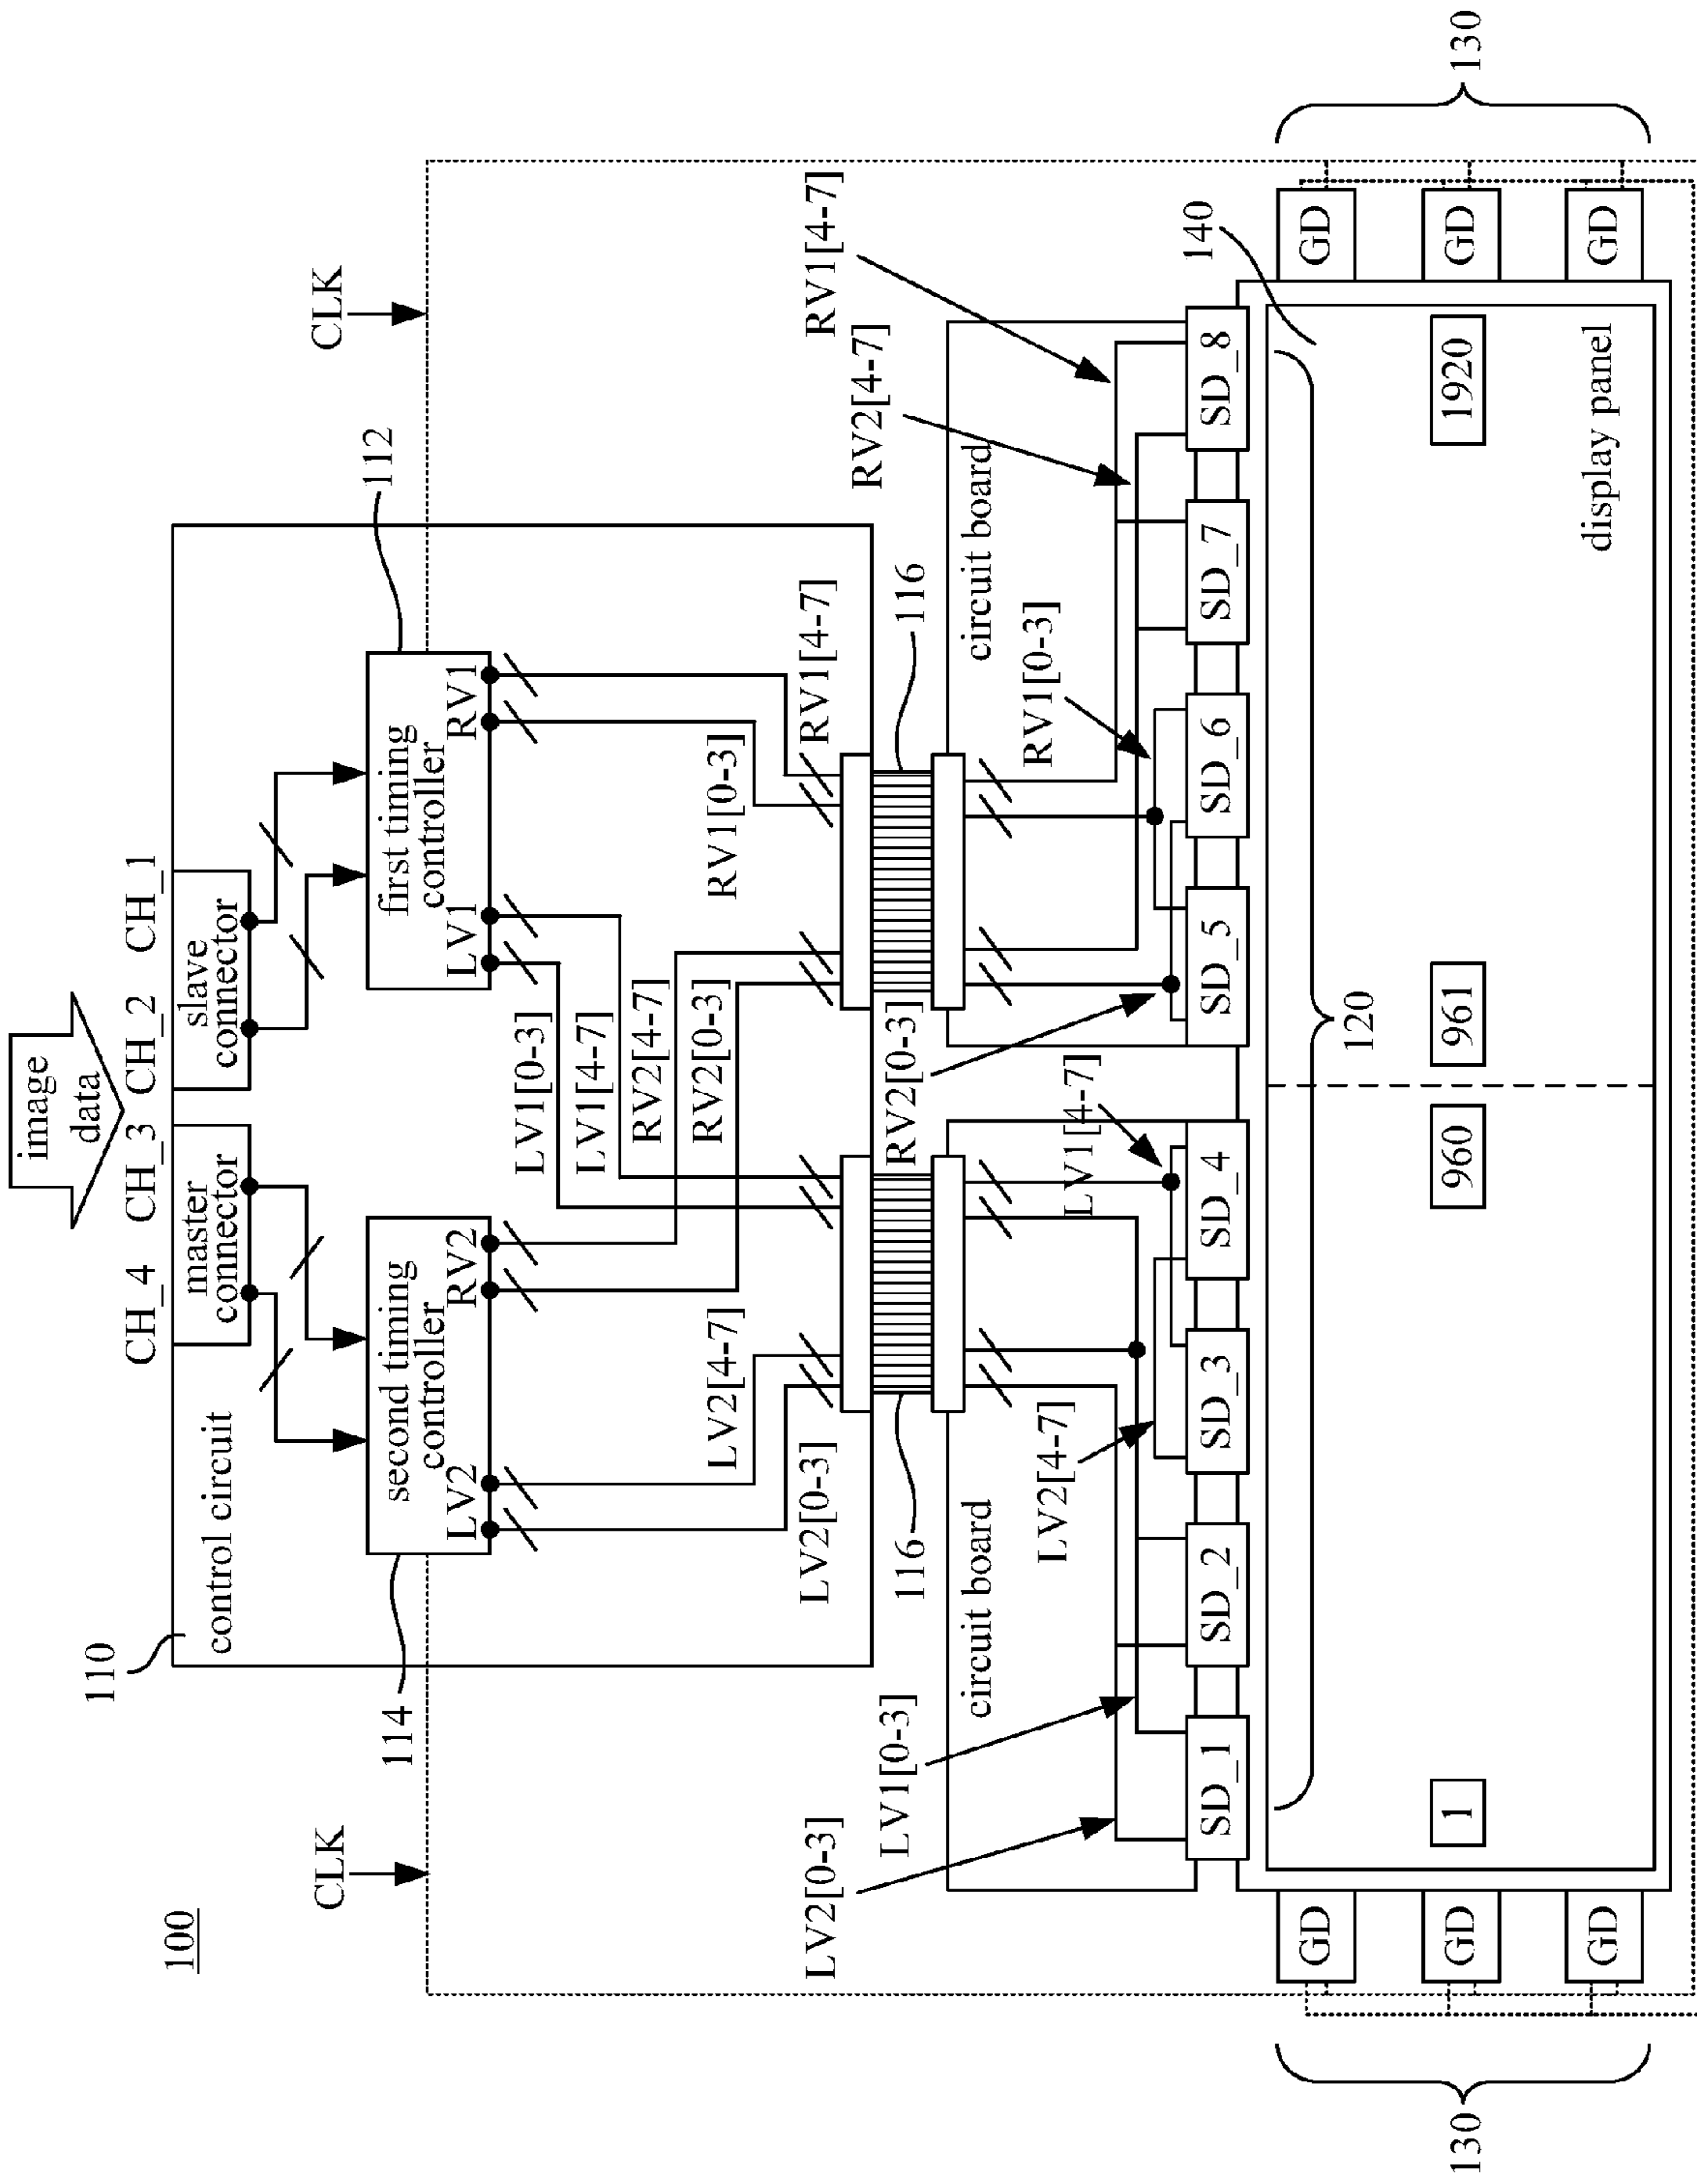 100
image
data
CH_4
CH_3
CH_2
CH_1
110
control circuit
master
connector
slave
connector
CLK
CLK
114
second timing
controller
LV2
RV2
112
first timing
controller
LV1
RV1
LV1[0-3]
LV1[4-7]
RV2[4-7]
RV2[0-3]
LV2[4-7]
LV2[0-3]
RV1[0-3]
RV1[4-7]
116
116
LV2[0-3]
LV1[0-3]
circuit board
LV2[4-7]
LV1[4-7]
RV2[0-3]
circuit board
RV1[0-3]
RV2[4-7]
RV1[4-7]
SD_1
SD_2
SD_3
SD_4
SD_5
SD_6
SD_7
SD_8
140
120
GD
GD
GD
GD
GD
GD
1
960
961
1920
display panel
130
130